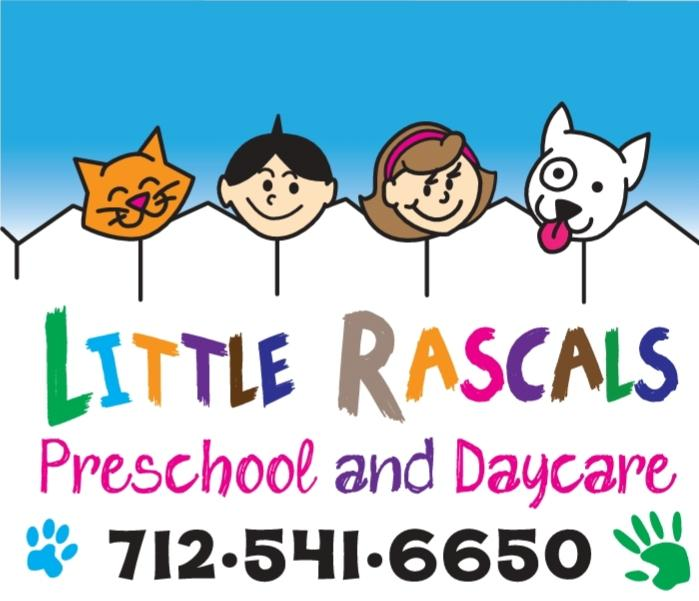 LITTLE RASCALS
Preschool and Daycare
712•541•6650